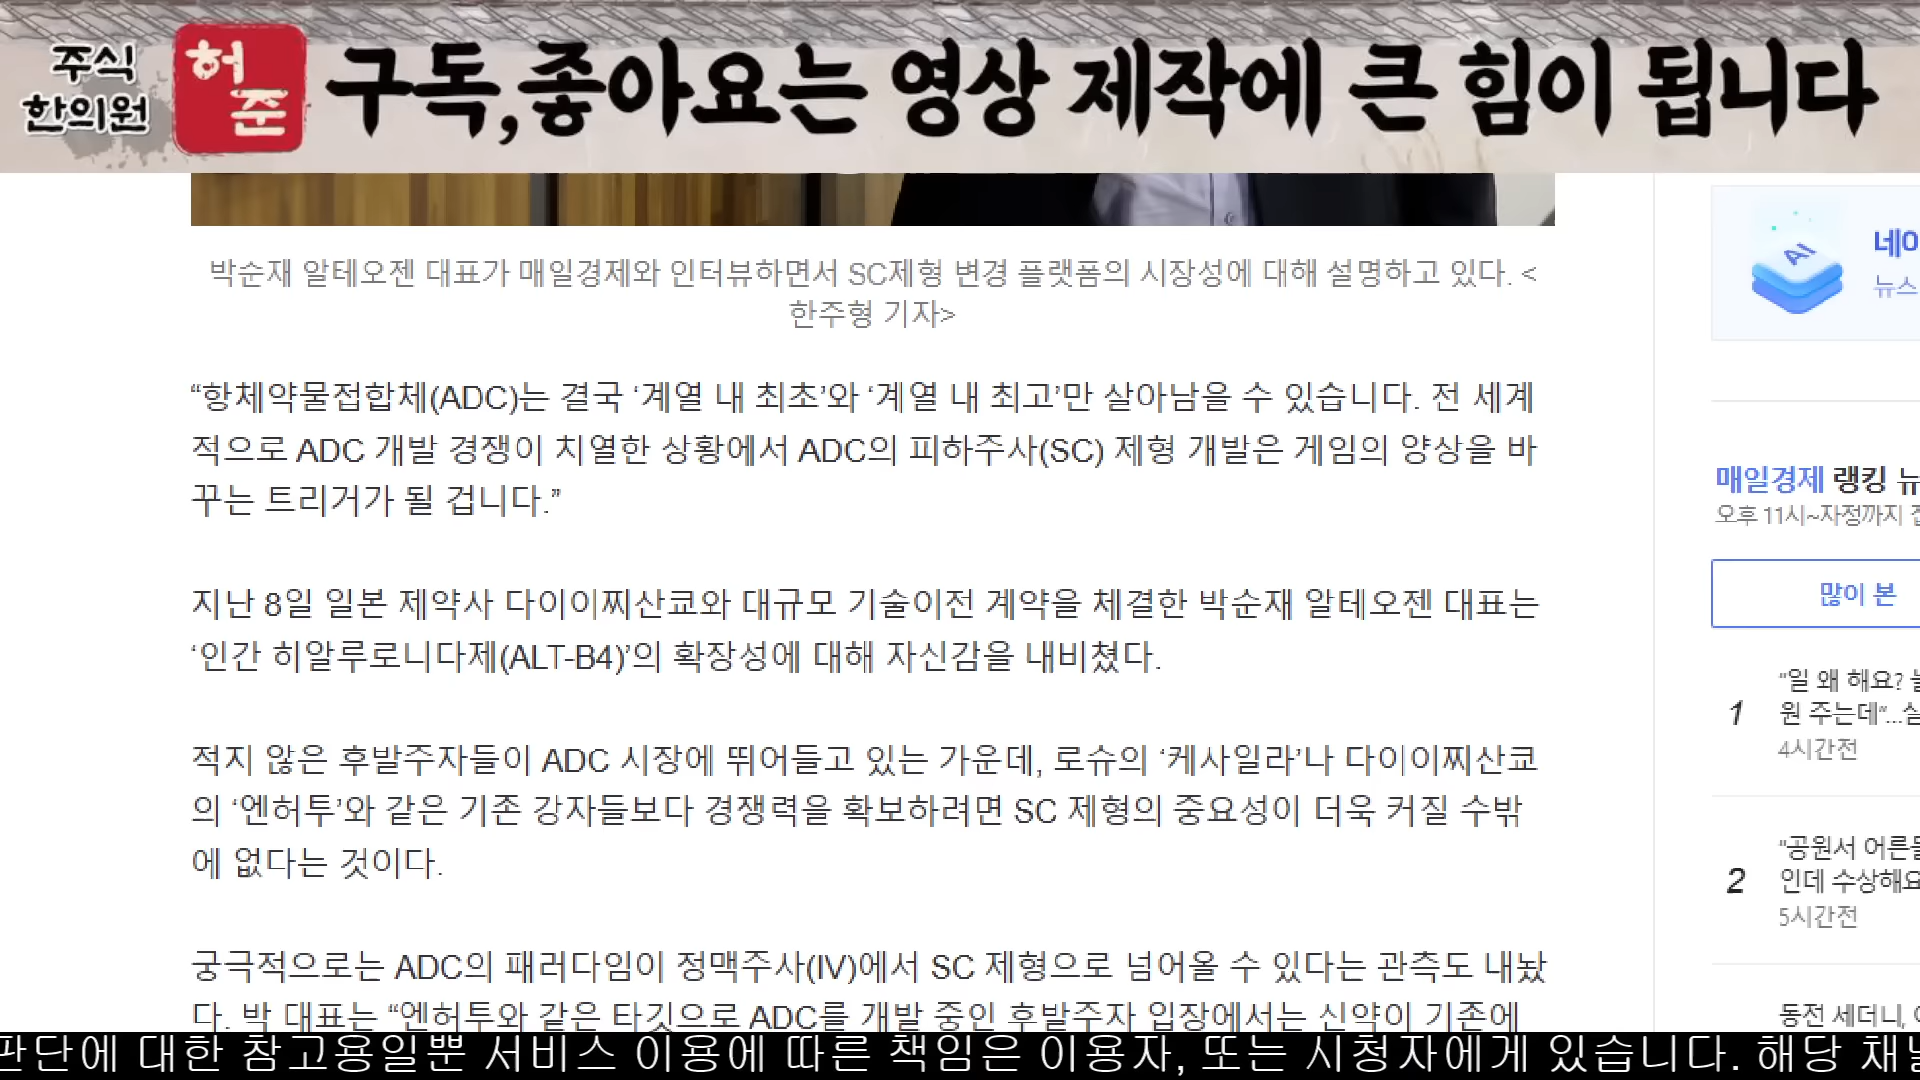 주식
한의원
허
준
구독,좋아요는 영상 제작에 큰 힘이 됩니다
박순재 알테오젠 대표가 매일경제와 인터뷰하면서 SC제형 변경 플랫폼의 시장성에 대해 설명하고 있다. <
한주형 기자>
“항체약물접합체(ADC)는 결국 ‘계열 내 최초’와 ‘계열 내 최고’만 살아남을 수 있습니다. 전 세계
적으로 ADC 개발 경쟁이 치열한 상황에서 ADC의 피하주사(SC) 제형 개발은 게임의 양상을 바
꾸는 트리거가 될 겁니다.”
지난 8일 일본 제약사 다이이찌산쿄와 대규모 기술이전 계약을 체결한 박순재 알테오젠 대표는
‘인간 히알루로니다제(ALT-B4)’의 확장성에 대해 자신감을 내비쳤다.
적지 않은 후발주자들이 ADC 시장에 뛰어들고 있는 가운데, 로슈의 ‘케사일라’나 다이이찌산쿄
의 ‘엔허투’와 같은 기존 강자들보다 경쟁력을 확보하려면 SC 제형의 중요성이 더욱 커질 수밖
에 없다는 것이다.
궁극적으로는 ADC의 패러다임이 정맥주사(IV)에서 SC 제형으로 넘어올 수 있다는 관측도 내놨
다. 박 대표는 “엔허투와 같은 타깃으로 ADC를 개발 중인 후발주자 입장에서는 신약이 기존에
AI
네이
뉴스
매일경제 랭킹 뉴
오후 11시~자정까지 집
많이 본
1
“일 왜 해요?
원 주는데”...실
4시간전
2
“공원서 어른들
인데 수상해요
5시간전
동전 세더니,
판단에 대한 참고용일뿐 서비스 이용에 따른 책임은 이용자, 또는 시청자에게 있습니다. 해당 채널